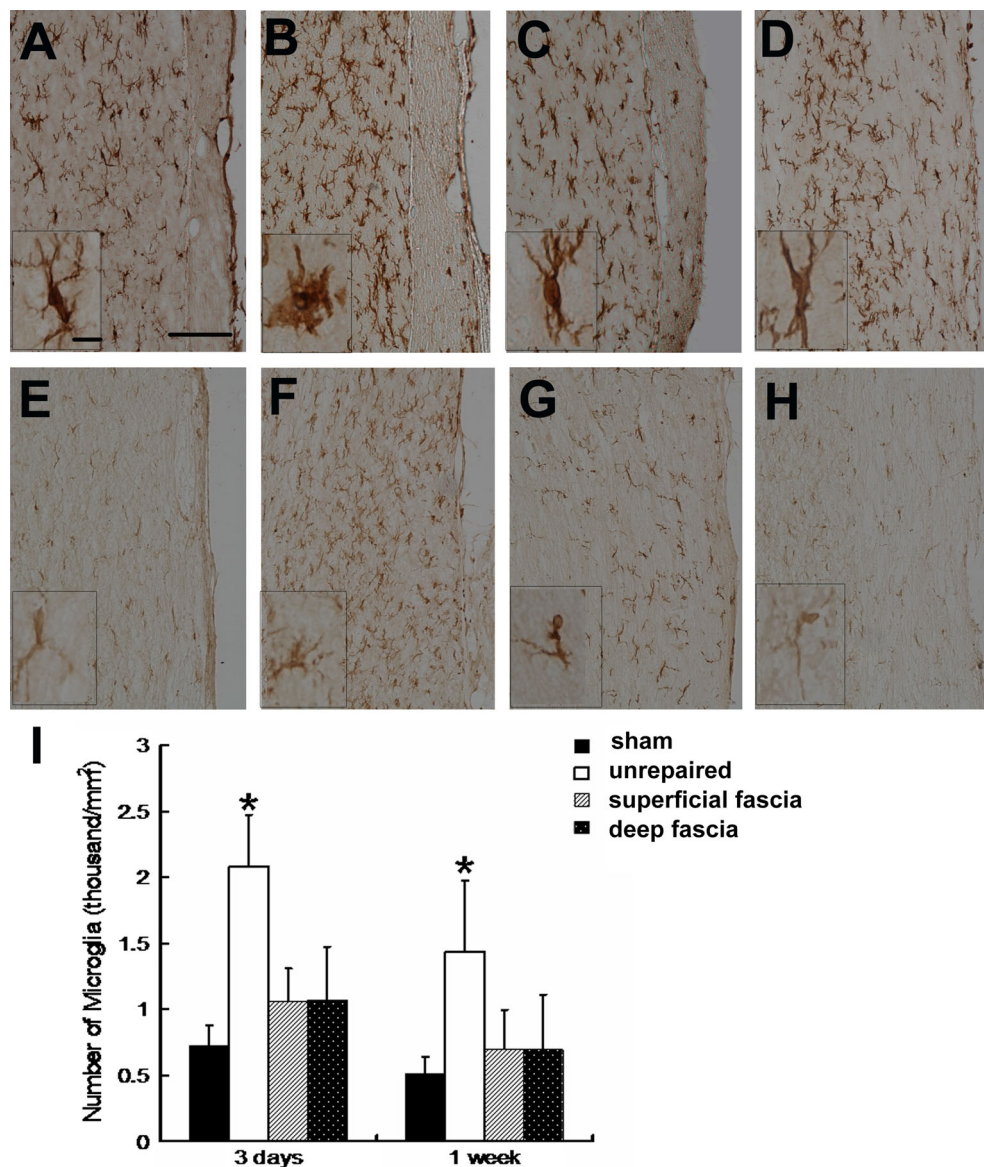 A
B
C
D
E
F
G
H
I
Number of Microglia (thousand/mm²)
3
2.5
2
1.5
1
0.5
0
*
*
3 days
1 week
sham
unrepaired
superficial fascia
deep fascia